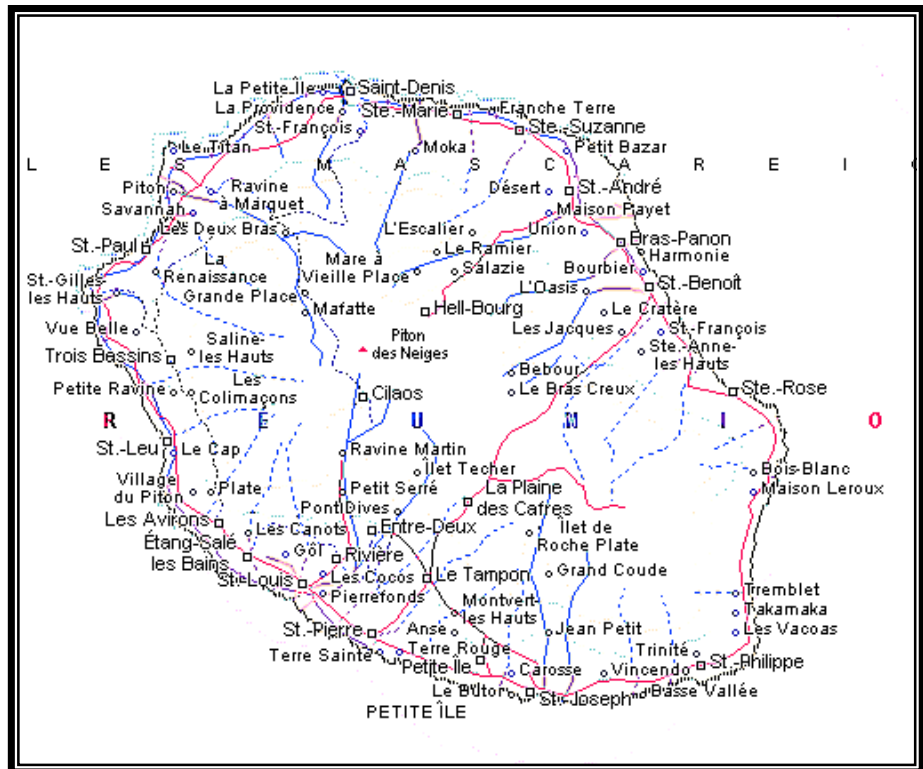 La Petite Île
Saint-Denis
La Providence
Ste.-Marie
Franche Terre
St.-François
Ste.-Suzanne
Le Titan
Moka
Petit Bazar
L E S M A S C A R E I
Piton
Ravine
à Marquet
Désert
St.-André
Savannah
Maison Payet
Les Deux Bras
L'Escalier
Union
St.-Paul
Le Ramier
Bras-Panon
Harmonie
La
Renaissance
Mare à
Vieille Place
Salazie
Bourbier
St.-Gilles
les Hauts
Grande Place
L'Oasis
St.-Benoît
Mafatte
Hell-Bourg
Le Cratère
Vue Belle
Piton
des Neiges
Les Jacques
St.-François
Trois Bassins
Saline-
les Hauts
Ste.-Anne-
les Hauts
Bebour
Petite Ravine
Les
Colimaçons
Cilaos
Le Bras Creux
Ste.-Rose
R É U N I O
St.-Leu
Le Cap
Ravine Martin
Îlet Techer
Bois-Blanc
Village
du Piton
Plate
Petit Serré
La Plaine
des Cafres
Maison Leroux
Pont Dives
Les Avirons
Les Canots
Entre-Deux
Îlet de
Roche Plate
Étang-Salé
les Bains
Gol
Rivière
St.-Louis
Les Cocos
Le Tampon
Grand Coude
Pierrefonds
Tremblet
Montvert-
les Hauts
Takamaka
St.-Pierre
Anse
Jean Petit
Les Vacoas
Terre Sainte
Terre Rouge
Trinité
Petite Île
Carosse
Vincendo
St.-Philippe
Le Butor
St.-Joseph
Basse Vallée
PETITE ÎLE